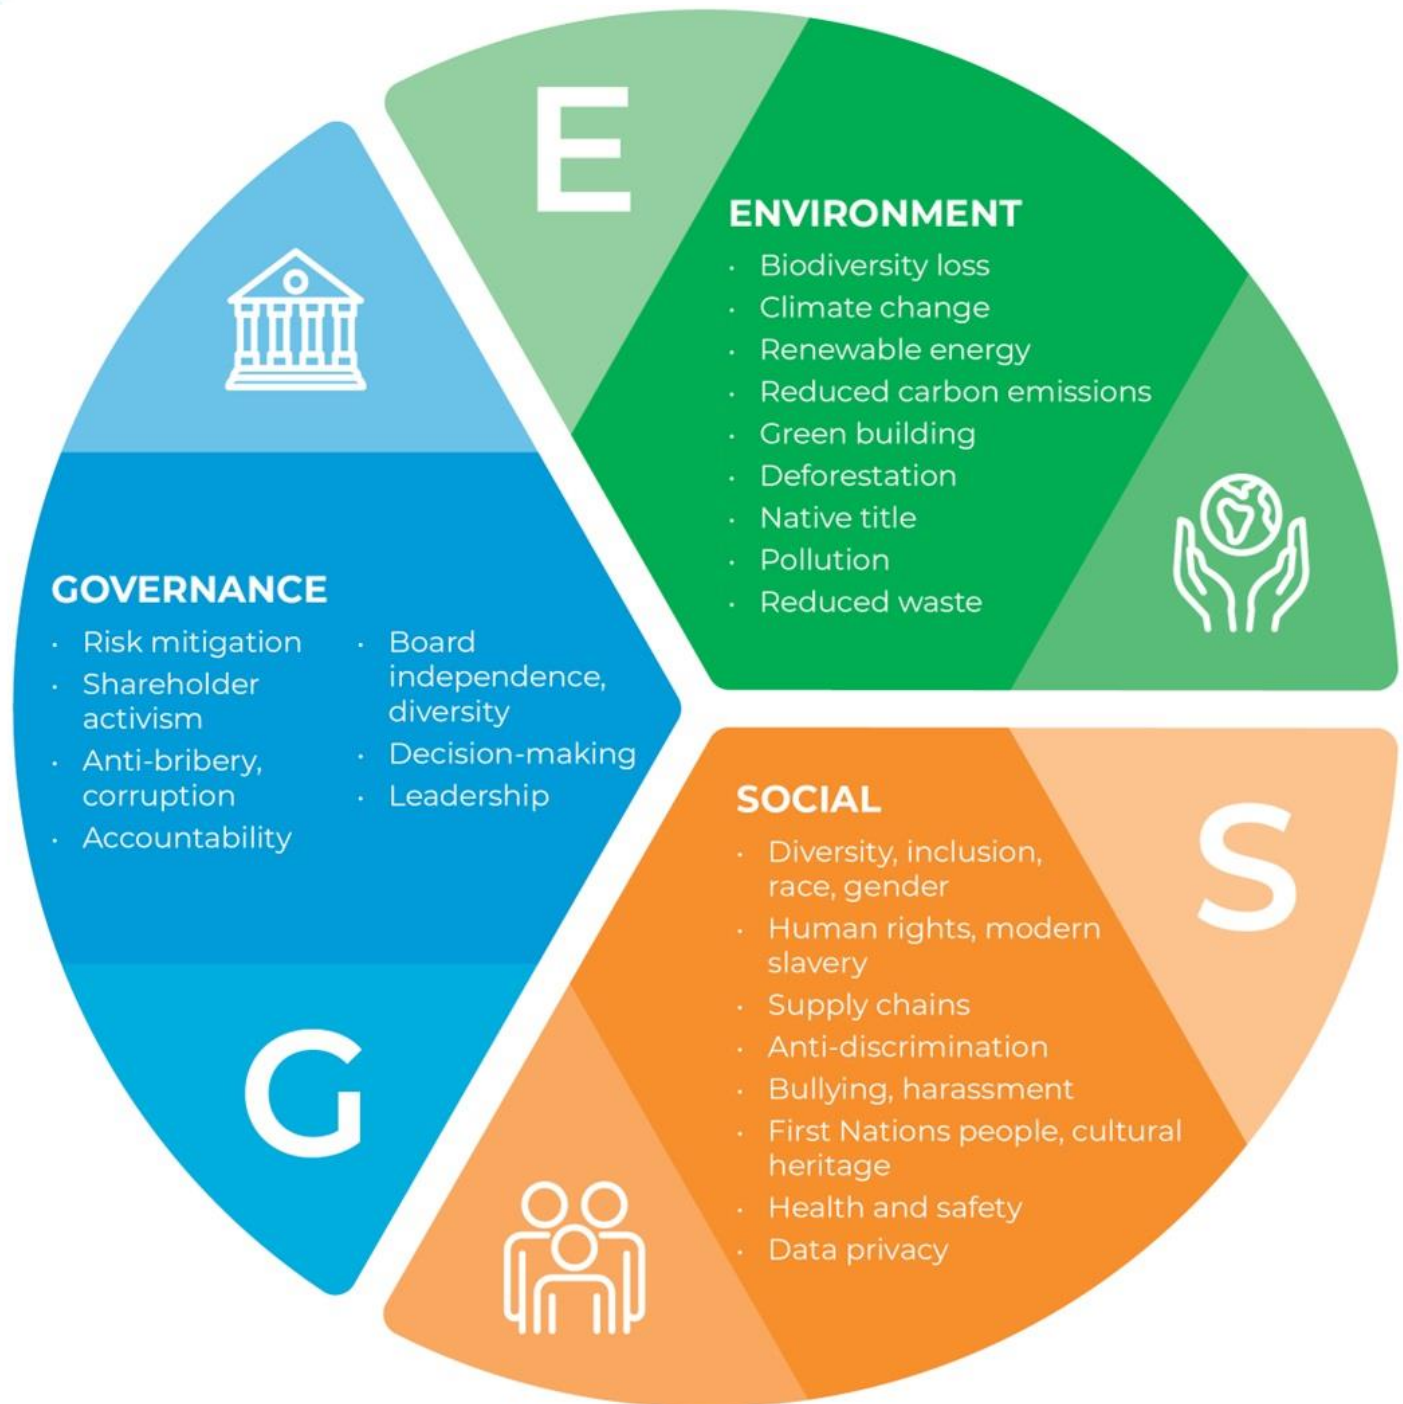 E
ENVIRONMENT
· Biodiversity loss
· Climate change
· Renewable energy
· Reduced carbon emissions
· Green building
· Deforestation
· Native title
· Pollution
· Reduced waste
GOVERNANCE
· Risk mitigation
· Shareholder
activism
· Anti-bribery,
corruption
· Accountability
· Board
independence,
diversity
· Decision-making
· Leadership
G
SOCIAL
· Diversity, inclusion,
race, gender
· Human rights, modern
slavery
· Supply chains
· Anti-discrimination
· Bullying, harassment
· First Nations people, cultural
heritage
· Health and safety
· Data privacy
S